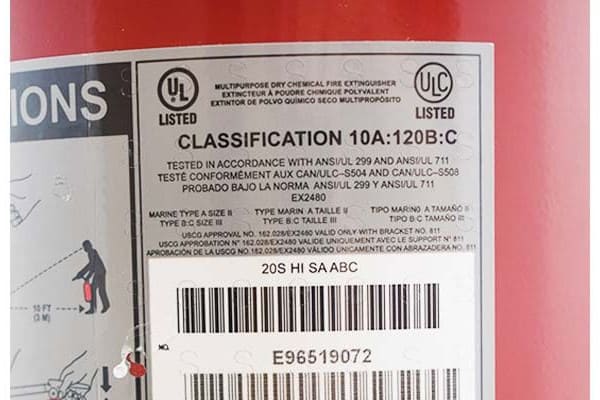 IONS
UL
LISTED
MULTIPURPOSE DRY CHEMICAL FIRE EXTINGUISHER
EXTINCTEUR À POUDRE CHIMIQUE POLYVALENT
EXTINTOR DE POLVO QUÍMICO SECO MULTIPROPÓSITO
ULC
LISTED
CLASSIFICATION 10A:120B:C
TESTED IN ACCORDANCE WITH ANSI/UL 299 AND ANSI/UL 711
TESTÉ CONFORMÉMENT AUX CAN/ULC–S504 AND CAN/ULC–S508
PROBADO BAJO LA NORMA ANSI/UL 299 Y ANSI/UL 711
EX2480
MARINE TYPE A SIZE II TYPE MARIN A TAILLE II TIPO MARINO A TAMAÑO II
TYPE B:C SIZE III TYPE B:C TAILLE III TIPO B:C TAMAÑO III
USCG APPROVAL NO. 162.028/EX2480 VALID ONLY WITH BRACKET NO. 811
USCG APPROBATION N° 162.028/EX2480 VALIDE UNIQUEMENT AVEC LE SUPPORT N° 811
APROBACIÓN DE LA USCG NO. 162.028/EX2480 VÁLIDO ÚNICAMENTE CON ABRAZADERA NO. 811
20S HI SA ABC
10 FT
(3 M)
NO.
E96519072